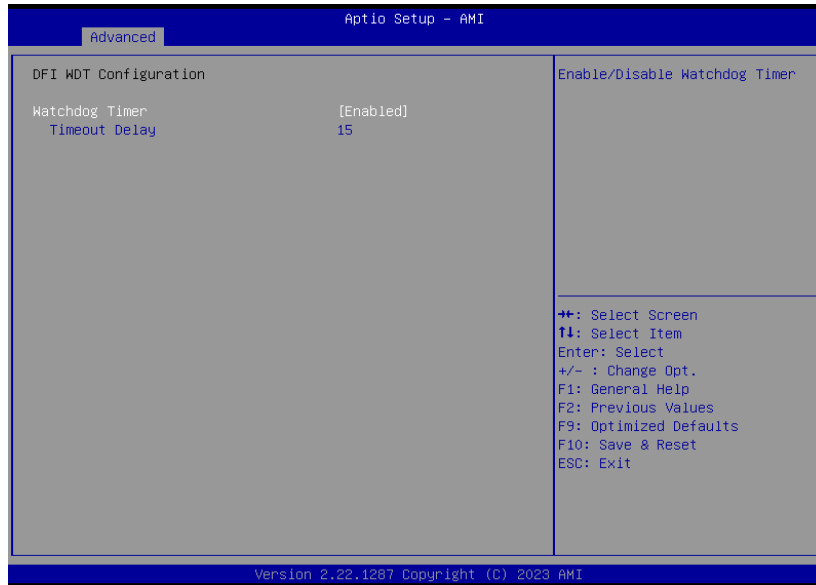 Aptio Setup – AMI
Advanced
DFI WDT Configuration
Watchdog Timer [Enabled]
Timeout Delay 15
Enable/Disable Watchdog Timer
→←: Select Screen
↑↓: Select Item
Enter: Select
+/- : Change Opt.
F1: General Help
F2: Previous Values
F9: Optimized Defaults
F10: Save & Reset
ESC: Exit
Version 2.22.1287 Copyright (C) 2023 AMI